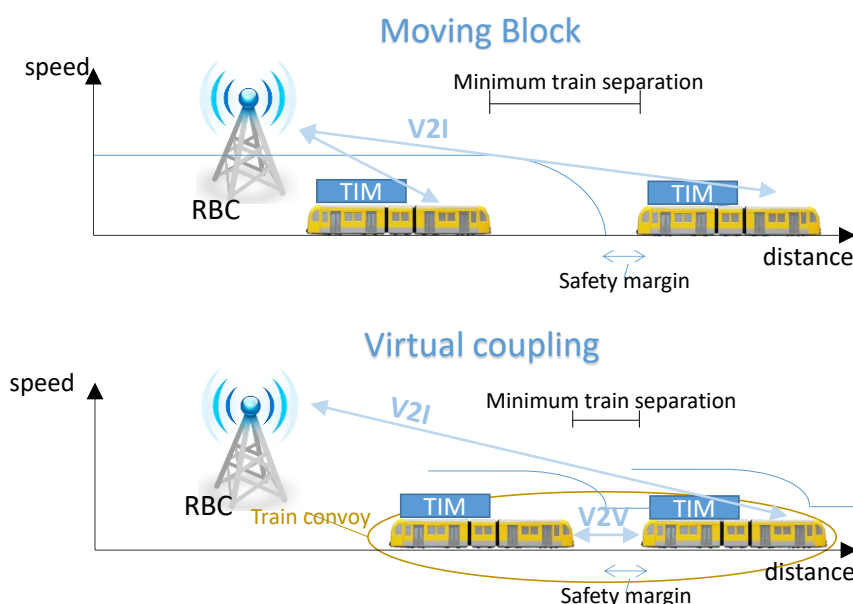 Moving Block
speed
Minimum train separation
V2I
TIM
TIM
RBC
distance
Safety margin
Virtual coupling
speed
Minimum train separation
V2I
RBC
TIM
TIM
Train convoy
V2V
distance
Safety margin